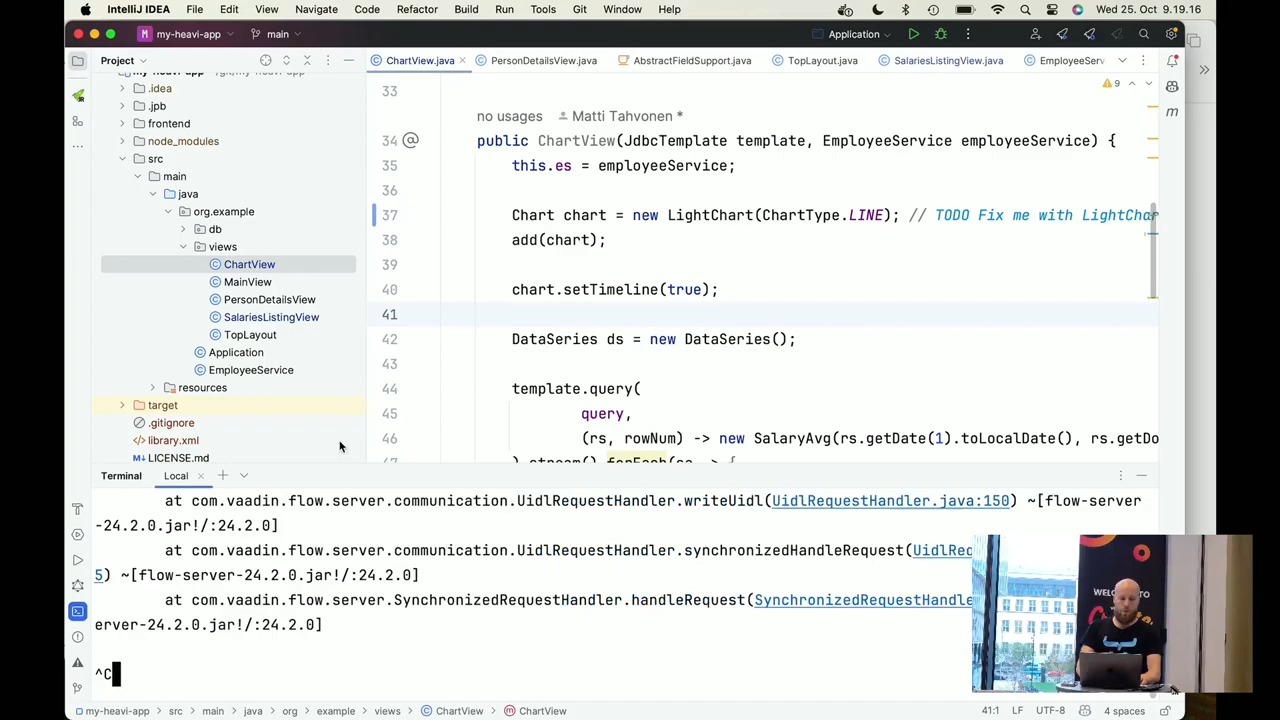 IntelliJ IDEA File Edit View Navigate Code Refactor Build Run Tools Git Window Help Wed 25. Oct 9.19.16
M my-heavi-app main Application
Project
ChartView.java PersonDetailsView.java AbstractFieldSupport.java TopLayout.java SalariesListingView.java EmployeeServ
my-heavi-app
.idea
.jpb
frontend
node_modules
src
main
java
org.example
db
views
ChartView
MainView
PersonDetailsView
SalariesListingView
TopLayout
Application
EmployeeService
resources
target
.gitignore
library.xml
LICENSE.md
9
33
no usages Matti Tahvonen *
34 public ChartView(JdbcTemplate template, EmployeeService employeeService) {
35 this.es = employeeService;
36
37 Chart chart = new LightChart(ChartType.LINE); // TODO Fix me with LightChar
38 add(chart);
39
40 chart.setTimeline(true);
41
42 DataSeries ds = new DataSeries();
43
44 template.query(
45 query,
46 (rs, rowNum) -> new SalaryAvg(rs.getDate(1).toLocalDate(), rs.getDo
47 ).stream().forEach(sa -> {
Terminal Local
at com.vaadin.flow.server.communication.UidlRequestHandler.writeUidl(UidlRequestHandler.java:150) ~[flow-server
-24.2.0.jar!/:24.2.0]
at com.vaadin.flow.server.communication.UidlRequestHandler.synchronizedHandleRequest(UidlReq
5) ~[flow-server-24.2.0.jar!/:24.2.0]
at com.vaadin.flow.server.SynchronizedRequestHandler.handleRequest(SynchronizedRequestHandle
erver-24.2.0.jar!/:24.2.0]
^C
my-heavi-app src main java org example views ChartView ChartView 41:1 LF UTF-8 4 spaces